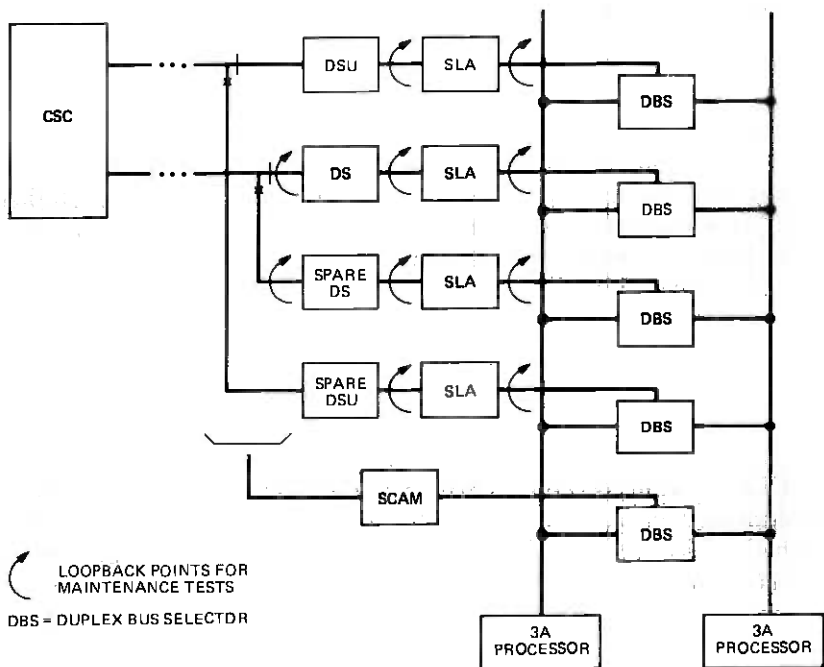 CSC
DSU
SLA
DBS
DS
SLA
DBS
SPARE
DS
SLA
DBS
SPARE
DSU
SLA
DBS
SCAM
DBS
LOOPBACK POINTS FOR
MAINTENANCE TESTS
DBS = DUPLEX BUS SELECTOR
3A
PROCESSOR
3A
PROCESSOR